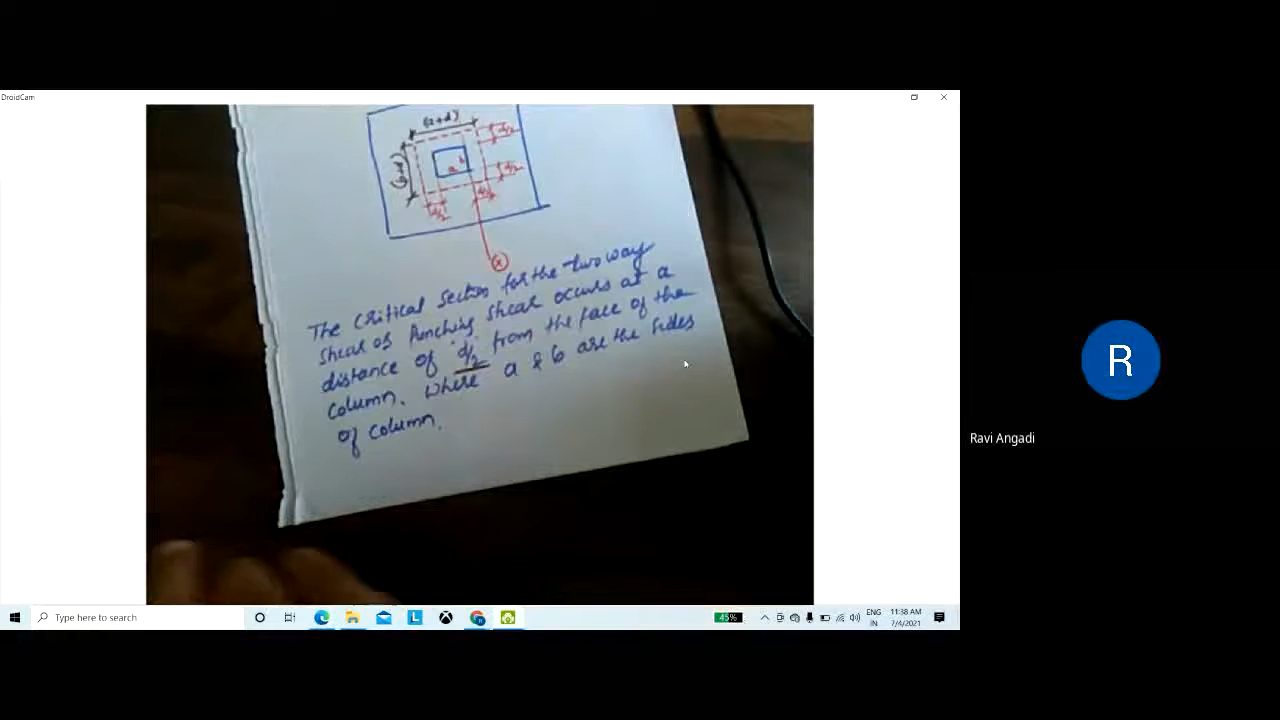 DroidCam
(a+d)
d/2
(b+d)
b
a
d/2
d/2
d/2
x
The critical section for the two way
shear or Punching shear occurs at a
distance of 'd/2' from the face of the
column. Where a & b are the sides
of column.
R
Ravi Angadi
Type here to search
45%
ENG
IN
11:38 AM
7/4/2021